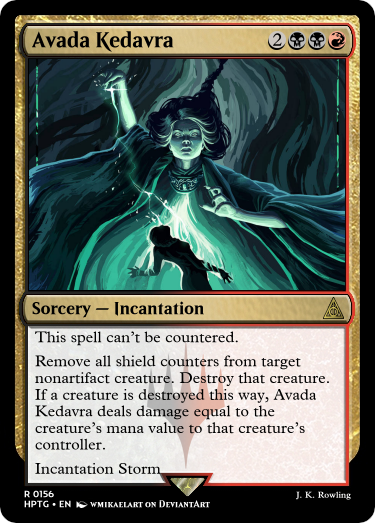 Avada Kedavra
2
Sorcery — Incantation
This spell can't be countered.
Remove all shield counters from target
nonartifact creature. Destroy that creature.
If a creature is destroyed this way, Avada
Kedavra deals damage equal to the
creature's mana value to that creature's
controller.
Incantation Storm
R 0156
HPTG • EN wmikaelart on DeviantArt
J. K. Rowling